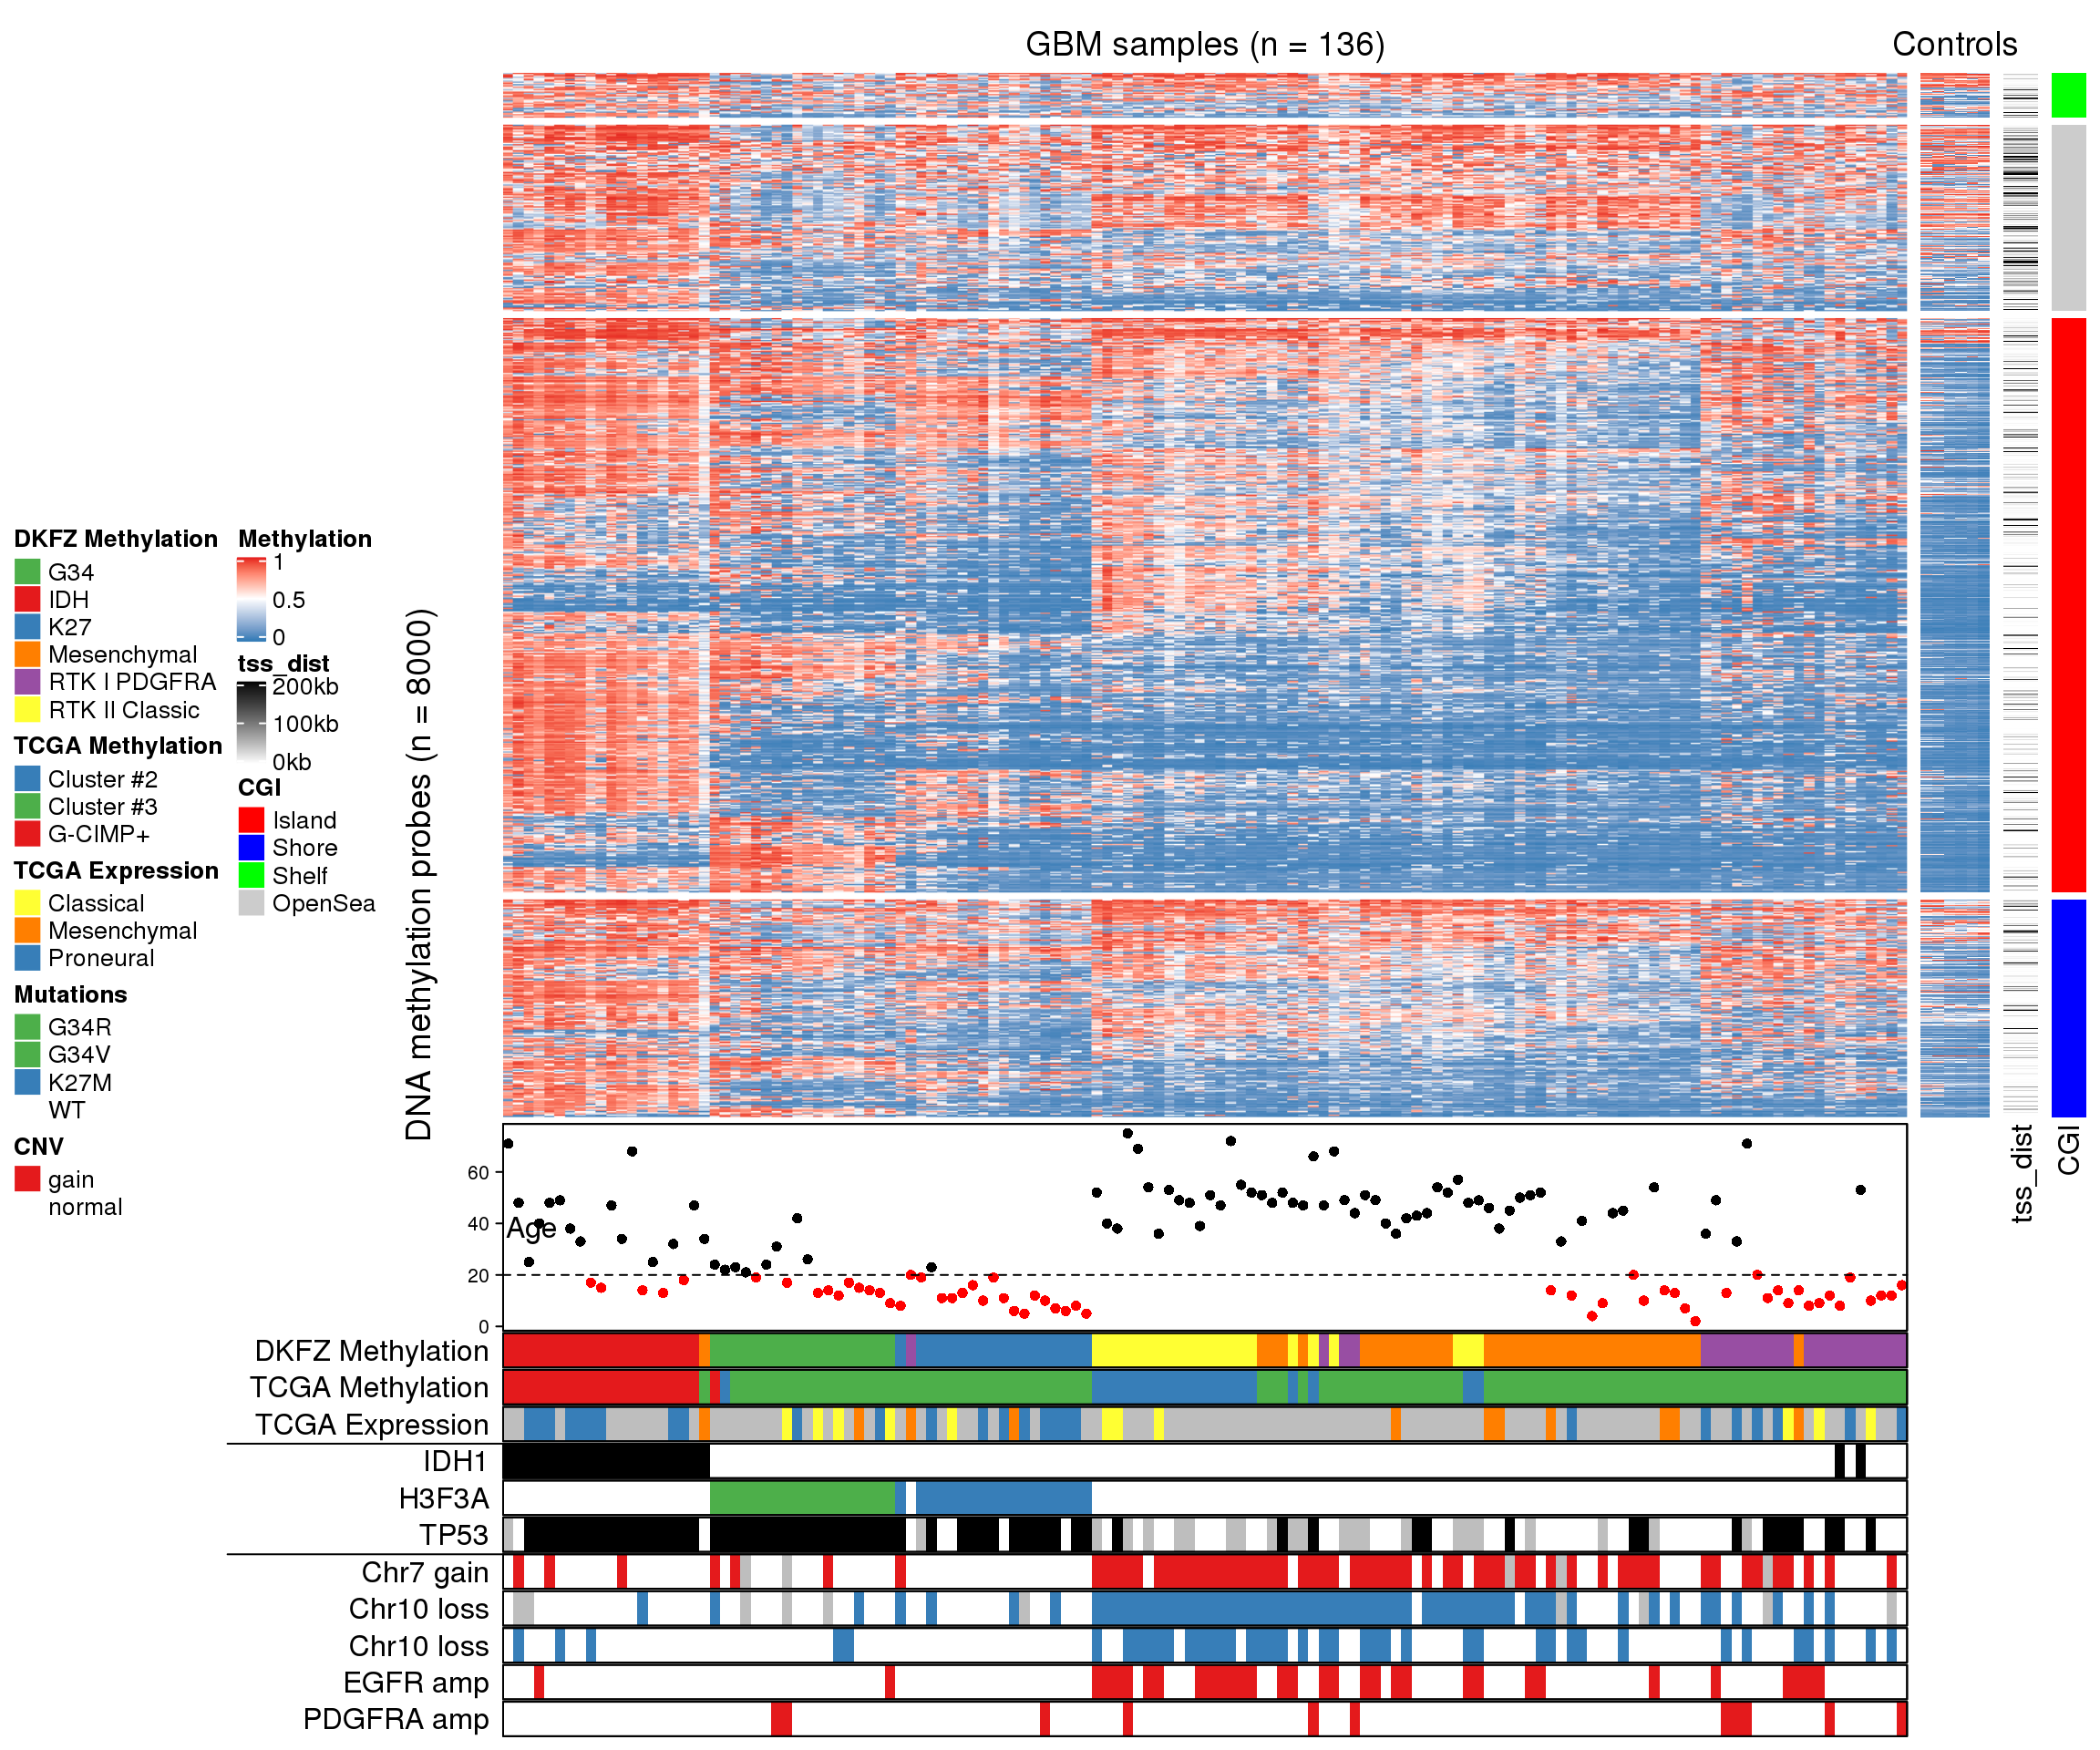 GBM samples (n = 136)
Controls
DNA methylation probes (n = 8000)
DKFZ Methylation
G34
IDH
K27
Mesenchymal
RTK I PDGFRA
RTK II Classic
TCGA Methylation
Cluster #2
Cluster #3
G-CIMP+
TCGA Expression
Classical
Mesenchymal
Proneural
Mutations
G34R
G34V
K27M
WT
CNV
gain
normal
Methylation
1
0.5
0
tss_dist
200kb
100kb
0kb
CGI
Island
Shore
Shelf
OpenSea
60
40
20
0
Age
tss_dist
CGI
DKFZ Methylation
TCGA Methylation
TCGA Expression
IDH1
H3F3A
TP53
Chr7 gain
Chr10 loss
Chr10 loss
EGFR amp
PDGFRA amp